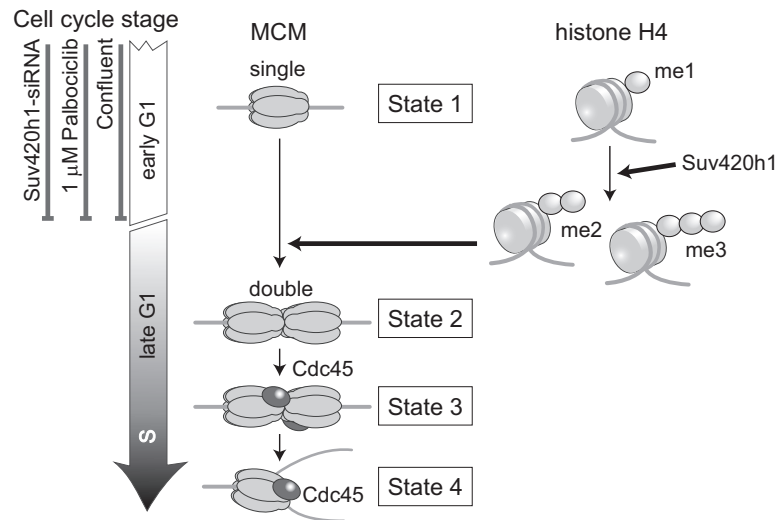 Cell cycle stage
MCM
histone H4
Suv420h1-siRNA
1 μM Palbociclib
Confluent
early G1
single
State 1
me1
Suv420h1
me2
me3
double
State 2
late G1
Cdc45
State 3
S
Cdc45
State 4